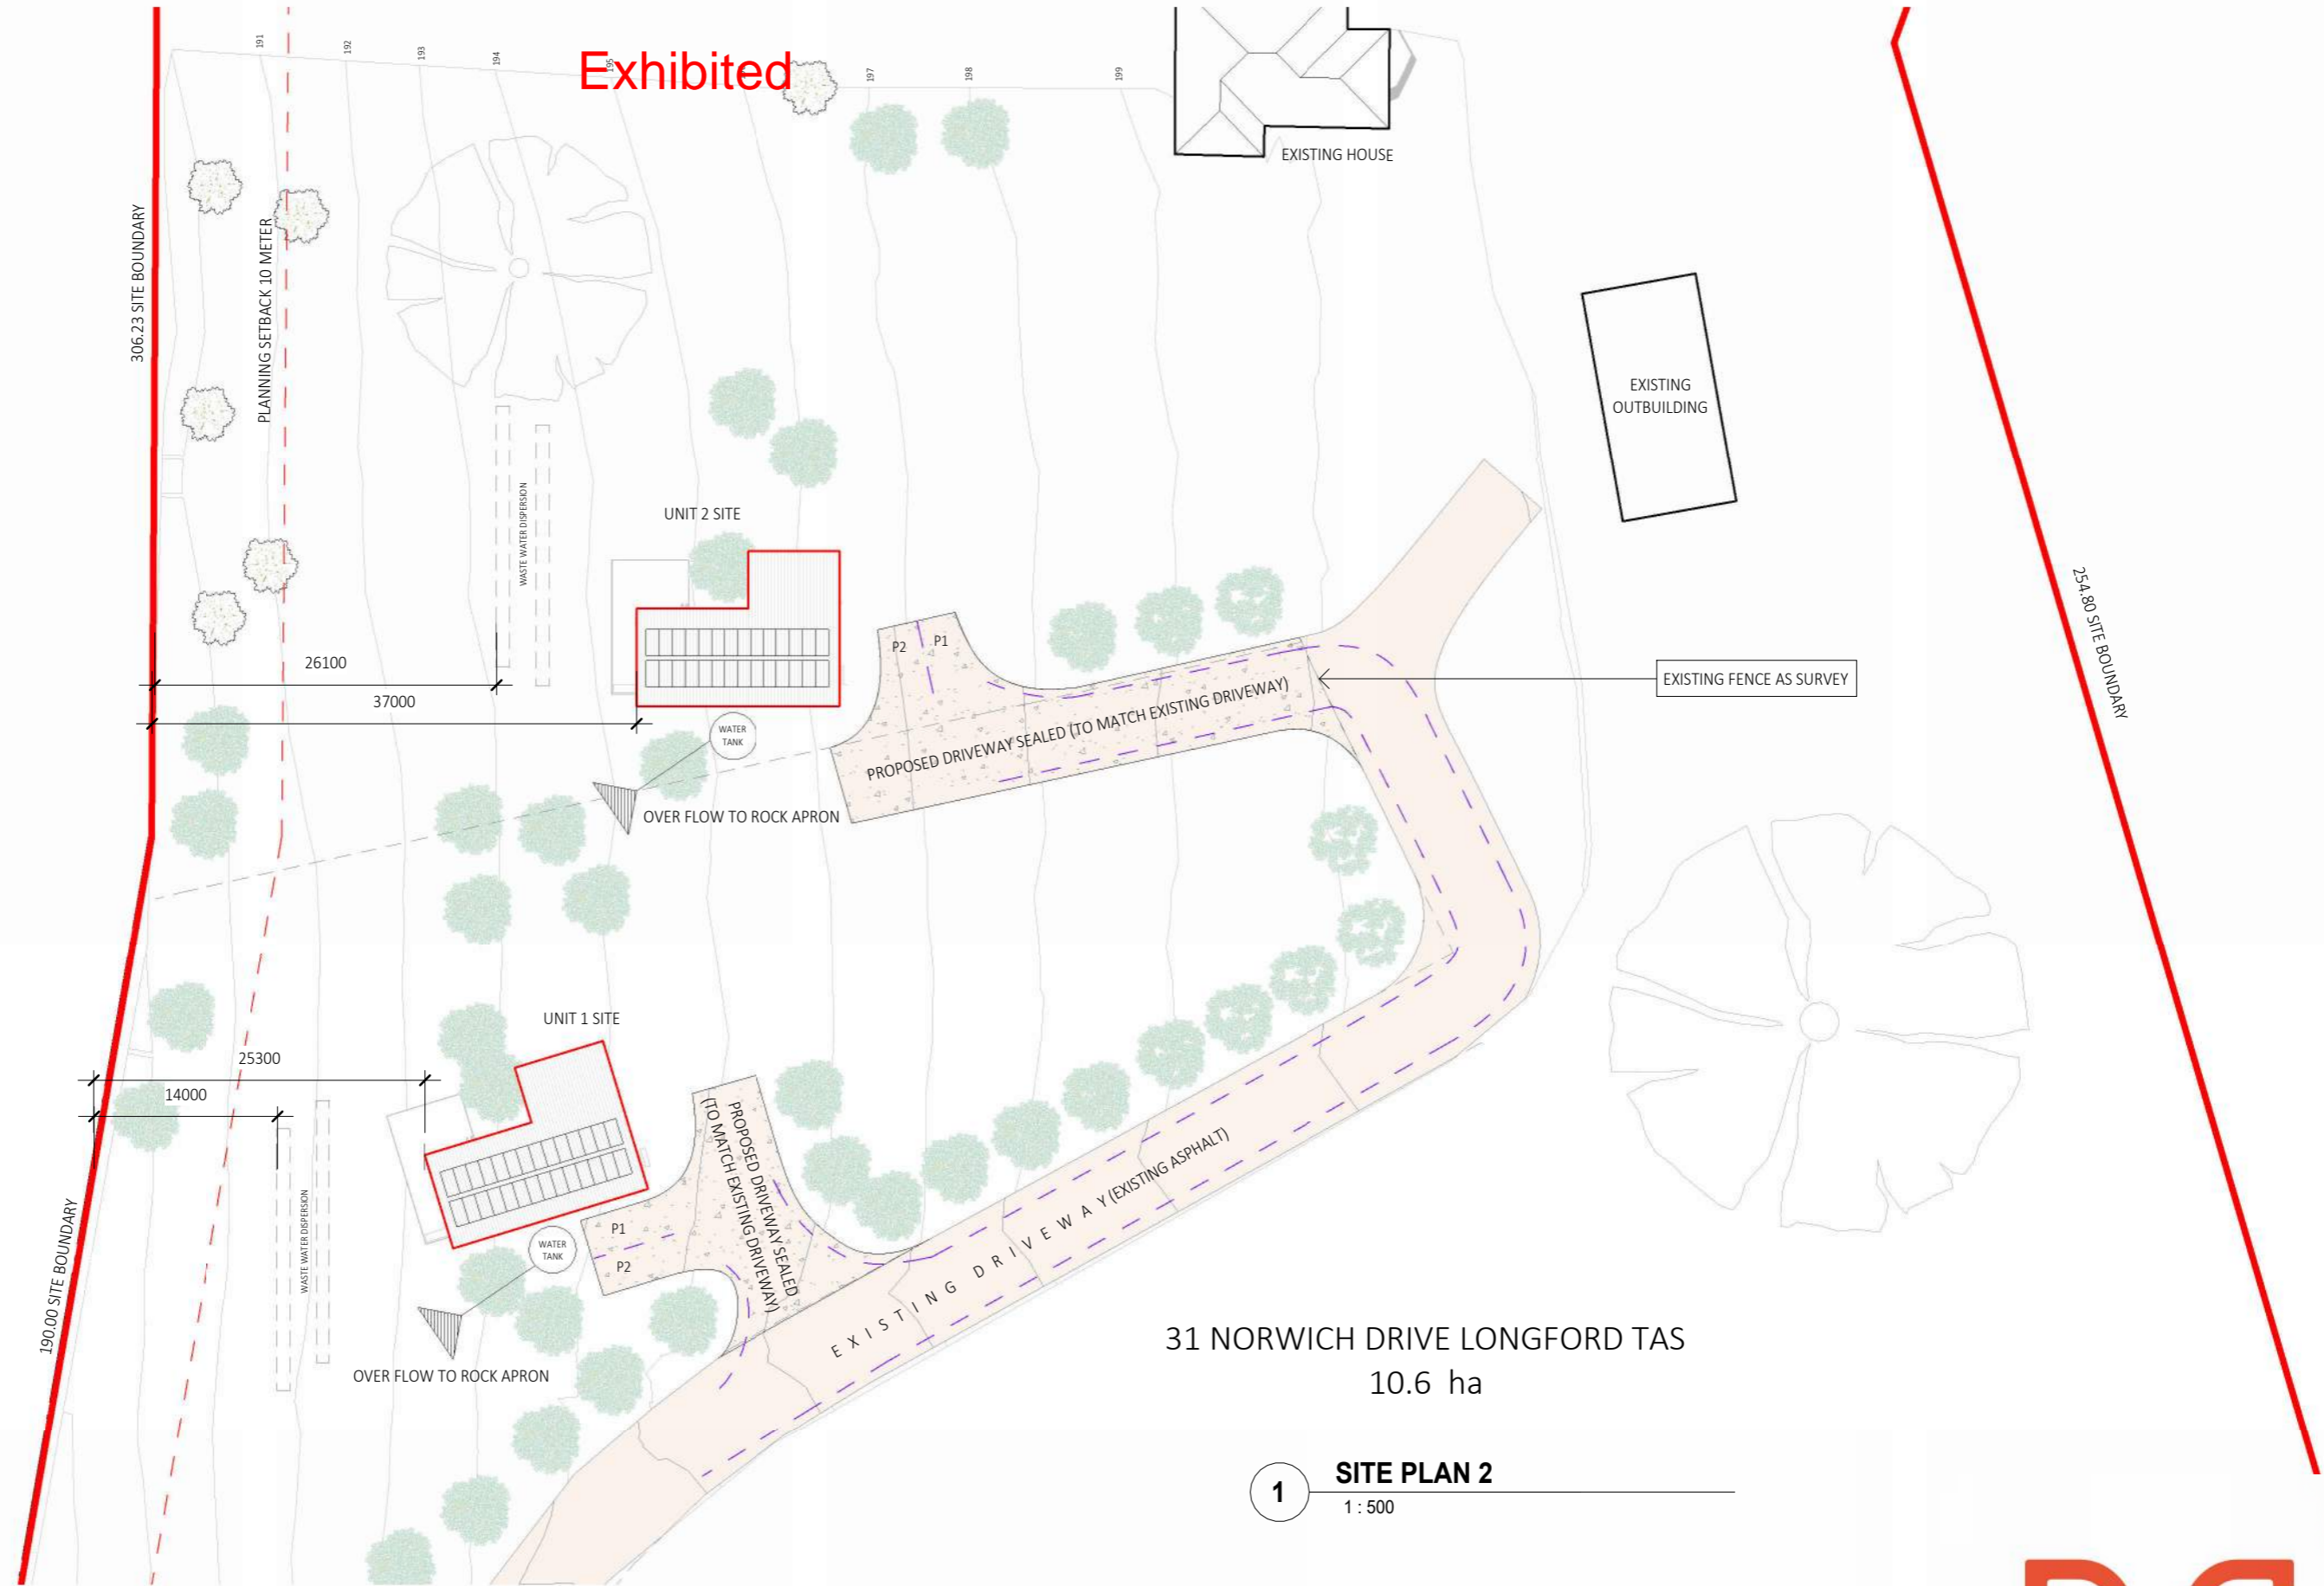 191
192
193
194
195
Exhibited
197
198
199
EXISTING HOUSE
306.23 SITE BOUNDARY
PLANNING SETBACK 10 METER
EXISTING
OUTBUILDING
WASTE WATER DISPERSION
UNIT 2 SITE
254.80 SITE BOUNDARY
26100
37000
P2
P1
EXISTING FENCE AS SURVEY
WATER
TANK
PROPOSED DRIVEWAY SEALED (TO MATCH EXISTING DRIVEWAY)
OVER FLOW TO ROCK APRON
UNIT 1 SITE
25300
14000
PROPOSED DRIVEWAY SEALED
(TO MATCH EXISTING DRIVEWAY)
EXISTING DRIVEWAY (EXISTING ASPHALT)
190.00 SITE BOUNDARY
WASTE WATER DISPERSION
P1
P2
WATER
TANK
OVER FLOW TO ROCK APRON
31 NORWICH DRIVE LONGFORD TAS
10.6 ha
1
SITE PLAN 2
1 : 500